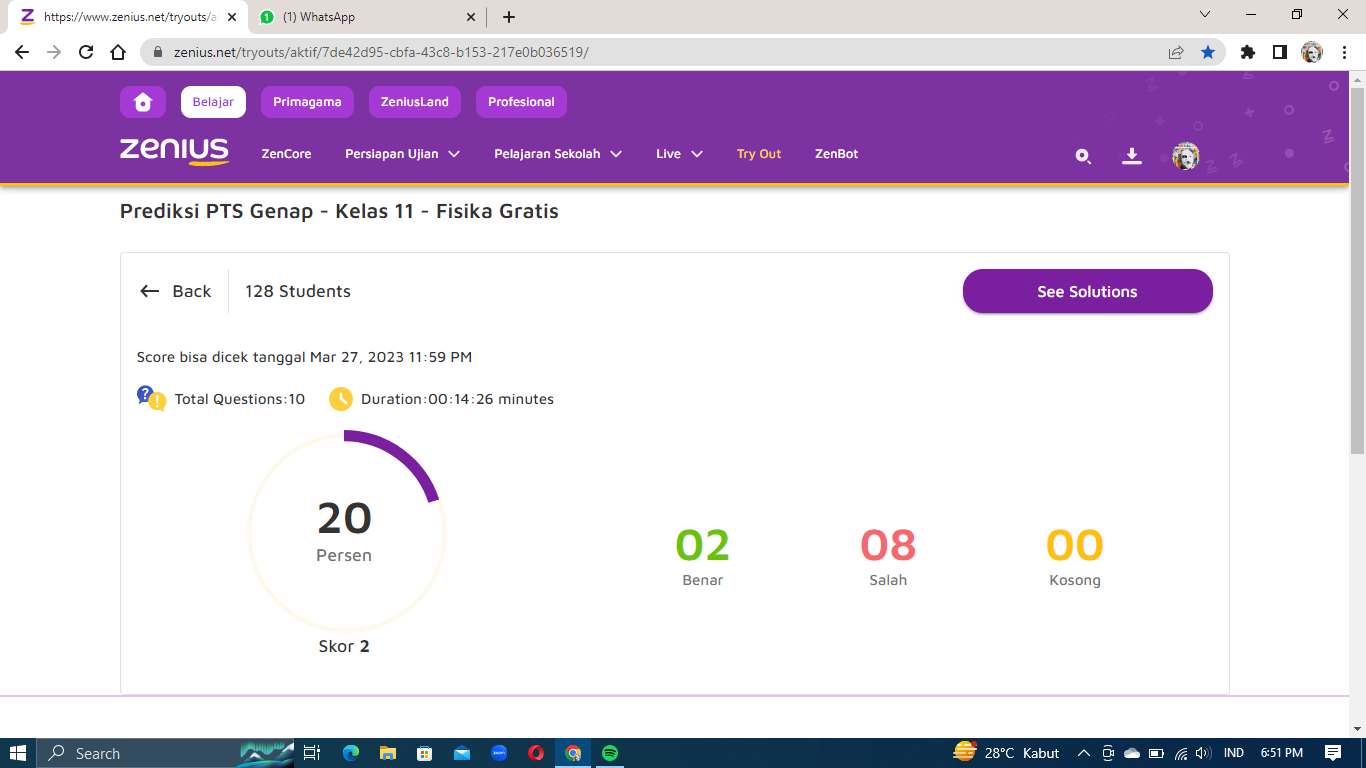 https://www.zenius.net/tryouts/a
(1) WhatsApp
zenius.net/tryouts/aktif/7de42d95-cbfa-43c8-b153-217e0b036519/
Belajar
Primagama
ZeniusLand
Profesional
zenius
ZenCore
Persiapan Ujian
Pelajaran Sekolah
Live
Try Out
ZenBot
Prediksi PTS Genap - Kelas 11 - Fisika Gratis
Back
128 Students
See Solutions
Score bisa dicek tanggal Mar 27, 2023 11:59 PM
Total Questions:10
Duration:00:14:26 minutes
20
Persen
Skor 2
02
Benar
08
Salah
00
Kosong
Search
28°C Kabut
IND
6:51 PM